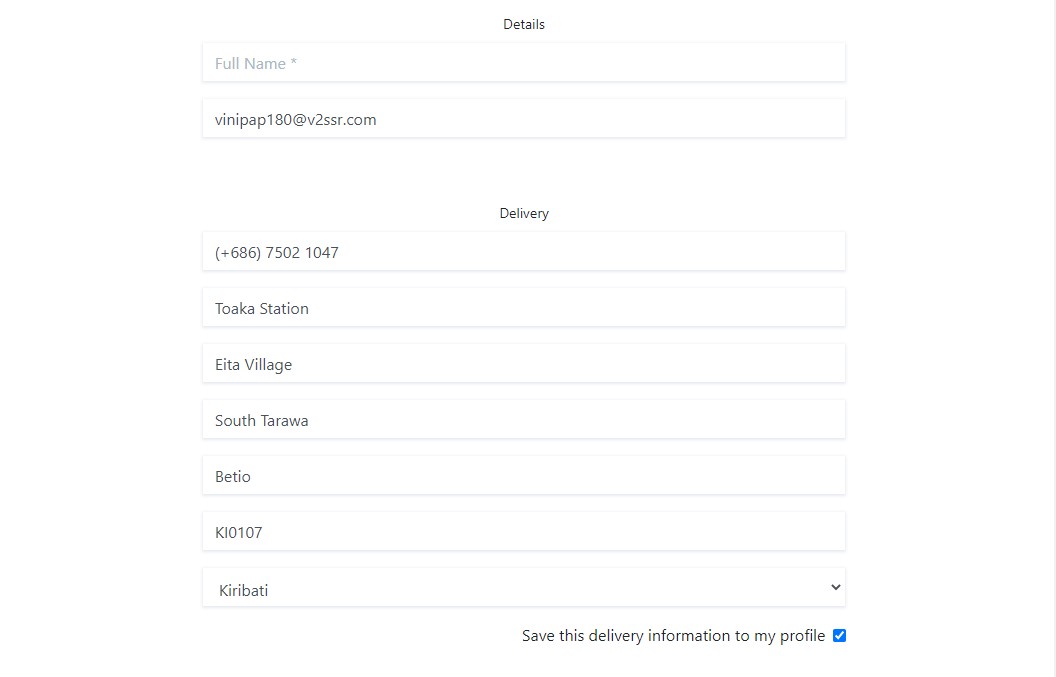 Details
Full Name *
vinipap180@v2ssr.com
Delivery
(+686) 7502 1047
Toaka Station
Eita Village
South Tarawa
Betio
KI0107
Kiribati
Save this delivery information to my profile